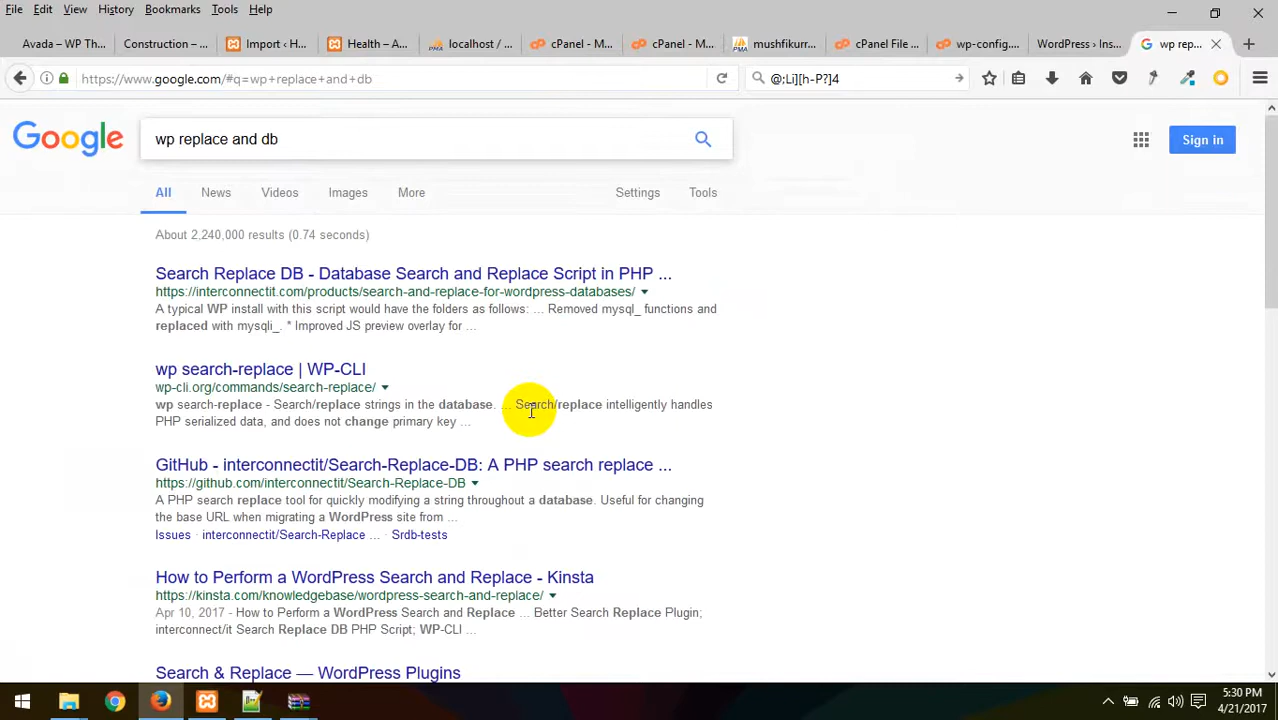 File Edit View History Bookmarks Tools Help
Avada – WP Th... Construction – ... Import ‹ H... Health – A... localhost / ... cPanel - M... cPanel - M... mushfikurr... cPanel File ... wp-config.... WordPress › Ins... wp rep...
https://www.google.com/#q=wp+replace+and+db @;Li][h-P?]4
Google wp replace and db Sign in
All News Videos Images More Settings Tools
About 2,240,000 results (0.74 seconds)
Search Replace DB - Database Search and Replace Script in PHP ...
https://interconnectit.com/products/search-and-replace-for-wordpress-databases/
A typical WP install with this script would have the folders as follows: ... Removed mysql_ functions and
replaced with mysqli_. * Improved JS preview overlay for ...
wp search-replace | WP-CLI
wp-cli.org/commands/search-replace/
wp search-replace - Search/replace strings in the database. ... Search/replace intelligently handles
PHP serialized data, and does not change primary key ...
GitHub - interconnectit/Search-Replace-DB: A PHP search replace ...
https://github.com/interconnectit/Search-Replace-DB
A PHP search replace tool for quickly modifying a string throughout a database. Useful for changing
the base URL when migrating a WordPress site from ...
Issues · interconnectit/Search-Replace ... · Srdb-tests
How to Perform a WordPress Search and Replace - Kinsta
https://kinsta.com/knowledgebase/wordpress-search-and-replace/
Apr 10, 2017 - How to Perform a WordPress Search and Replace ... Better Search Replace Plugin;
interconnect/it Search Replace DB PHP Script; WP-CLI ...
Search & Replace — WordPress Plugins
5:30 PM
4/21/2017